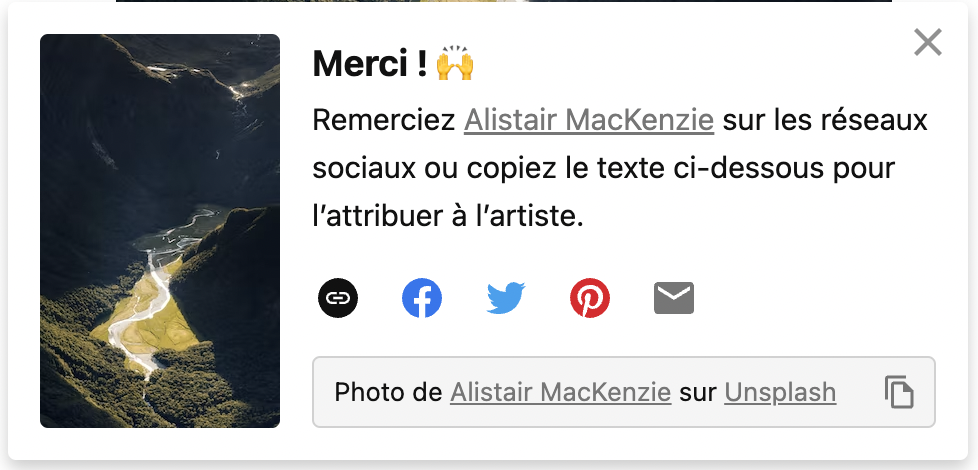 Merci ! 🙌
Remerciez Alistair MacKenzie sur les réseaux
sociaux ou copiez le texte ci-dessous pour
l’attribuer à l’artiste.
Photo de Alistair MacKenzie sur Unsplash